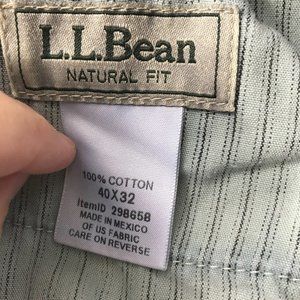 L.L.Bean
NATURAL FIT
100% COTTON
40X32
ItemID 298658
MADE IN MEXICO
OF US FABRIC
CARE ON REVERSE